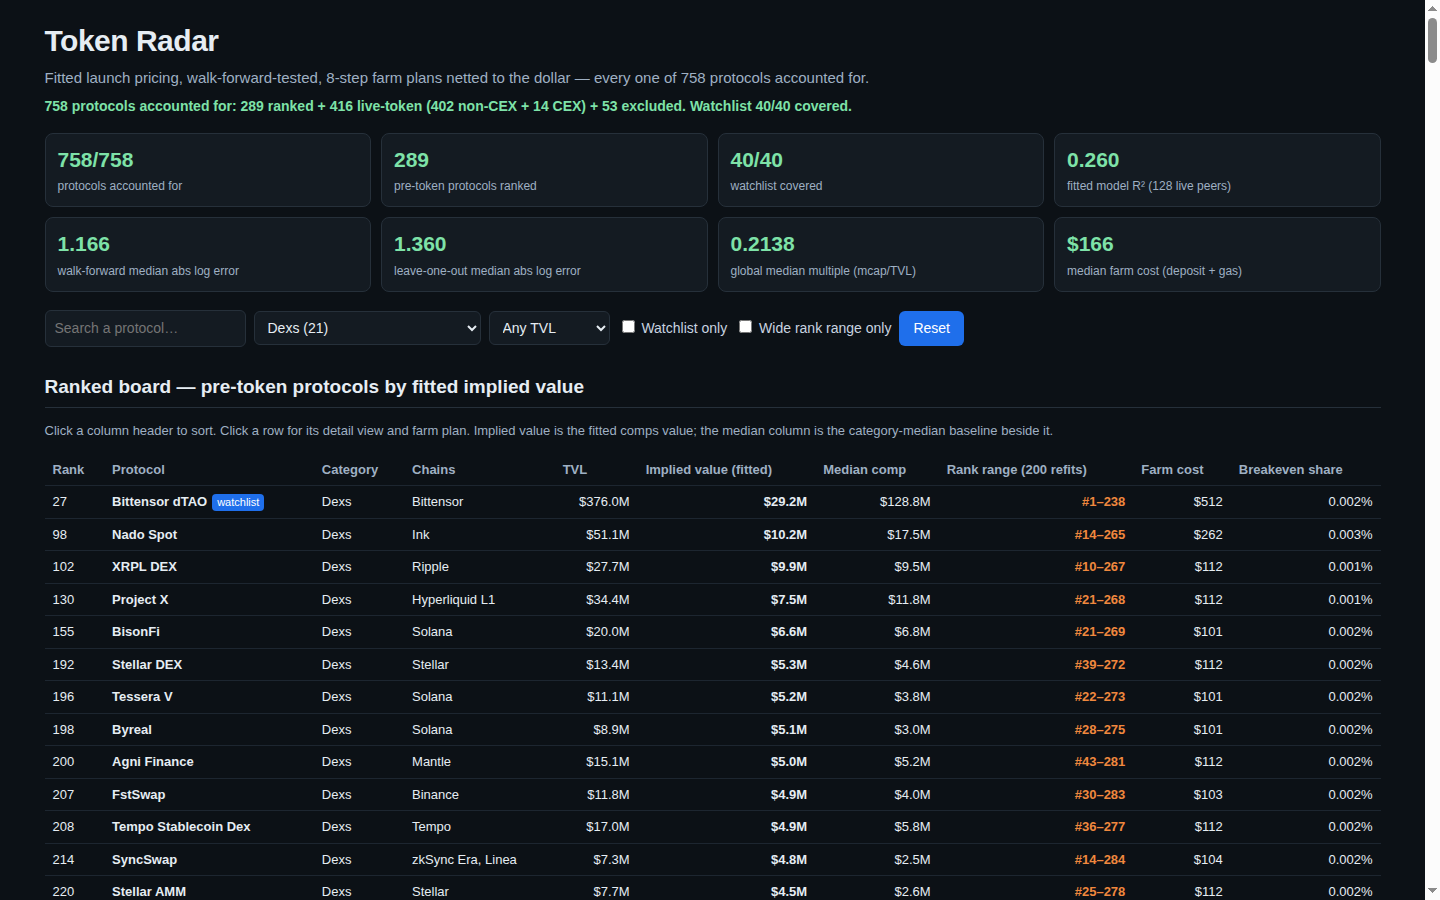 Token Radar
Fitted launch pricing, walk-forward-tested, 8-step farm plans netted to the dollar — every one of 758 protocols accounted for.
758 protocols accounted for: 289 ranked + 416 live-token (402 non-CEX + 14 CEX) + 53 excluded. Watchlist 40/40 covered.
758/758 289 40/40 0.260
protocols accounted for pre-token protocols ranked watchlist covered fitted model R² (128 live peers)
1.166 1.360 0.2138 $166
walk-forward median abs log error leave-one-out median abs log error global median multiple (mcap/TVL) median farm cost (deposit + gas)
Search a protocol… Dexs (21) Any TVL Watchlist only Wide rank range only Reset
Ranked board — pre-token protocols by fitted implied value
Click a column header to sort. Click a row for its detail view and farm plan. Implied value is the fitted comps value; the median column is the category-median baseline beside it.
Rank Protocol Category Chains TVL Implied value (fitted) Median comp Rank range (200 refits) Farm cost Breakeven share
27 Bittensor dTAO watchlist Dexs Bittensor $376.0M $29.2M $128.8M #1–238 $512 0.002%
98 Nado Spot Dexs Ink $51.1M $10.2M $17.5M #14–265 $262 0.003%
102 XRPL DEX Dexs Ripple $27.7M $9.9M $9.5M #10–267 $112 0.001%
130 Project X Dexs Hyperliquid L1 $34.4M $7.5M $11.8M #21–268 $112 0.001%
155 BisonFi Dexs Solana $20.0M $6.6M $6.8M #21–269 $101 0.002%
192 Stellar DEX Dexs Stellar $13.4M $5.3M $4.6M #39–272 $112 0.002%
196 Tessera V Dexs Solana $11.1M $5.2M $3.8M #22–273 $101 0.002%
198 Byreal Dexs Solana $8.9M $5.1M $3.0M #28–275 $101 0.002%
200 Agni Finance Dexs Mantle $15.1M $5.0M $5.2M #43–281 $112 0.002%
207 FstSwap Dexs Binance $11.8M $4.9M $4.0M #30–283 $103 0.002%
208 Tempo Stablecoin Dex Dexs Tempo $17.0M $4.9M $5.8M #36–277 $112 0.002%
214 SyncSwap Dexs zkSync Era, Linea $7.3M $4.8M $2.5M #14–284 $104 0.002%
220 Stellar AMM Dexs Stellar $7.7M $4.5M $2.6M #25–278 $112 0.002%